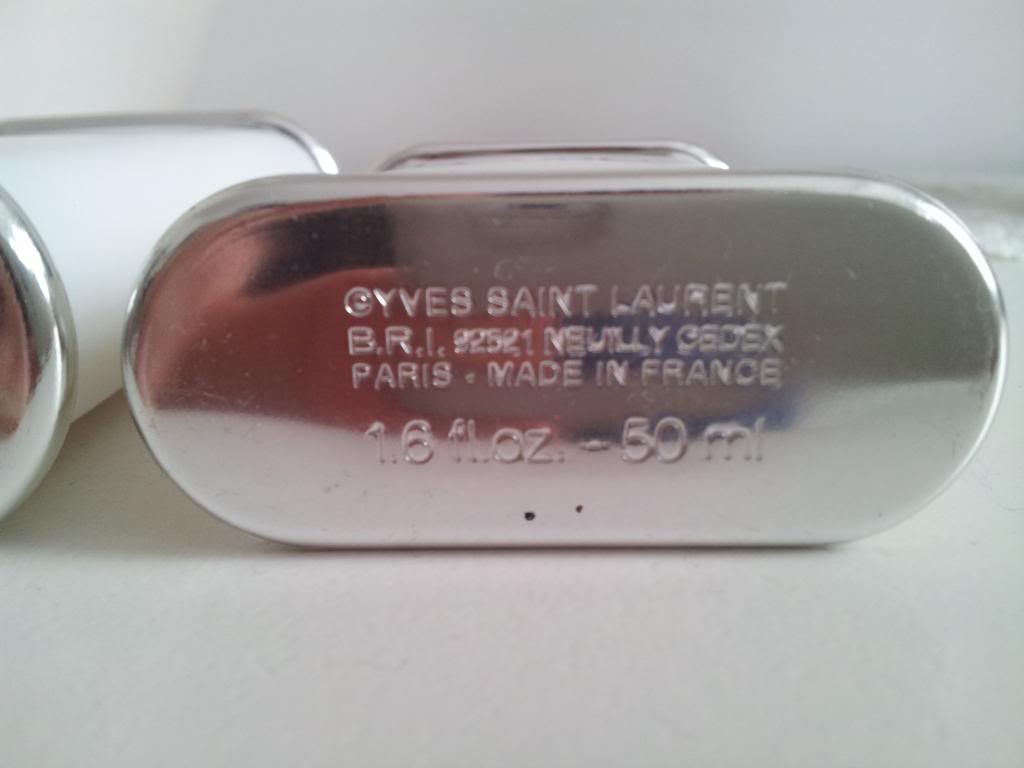 ©YVES SAINT LAURENT
B.R.I. 92521 NEUILLY CEDEX
PARIS - MADE IN FRANCE
1.6 fl.oz. - 50 ml